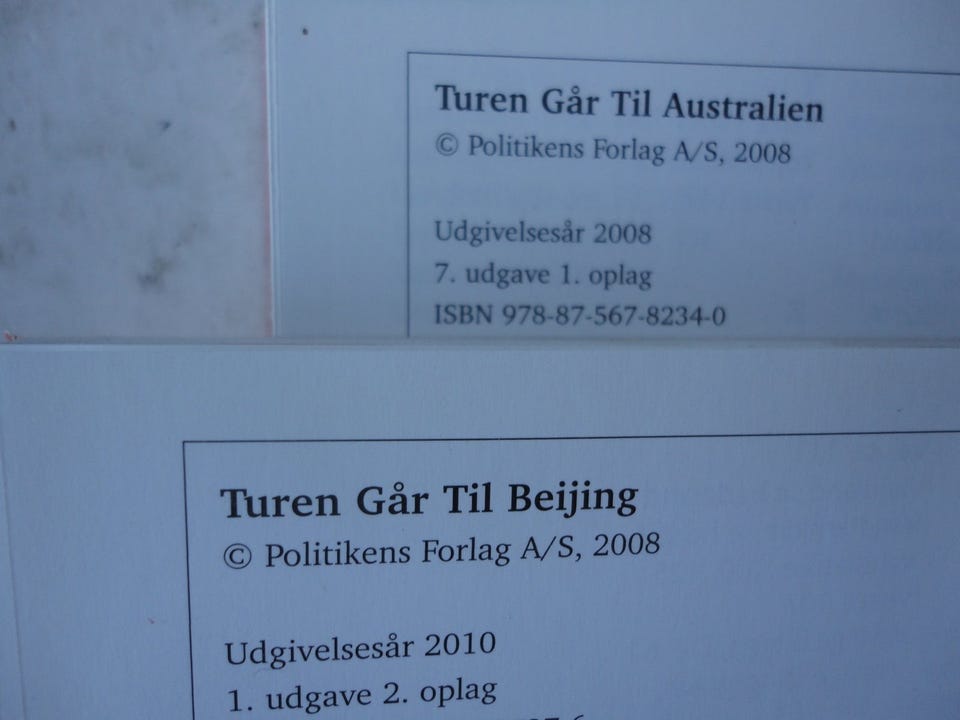 Turen Går Til Australien
© Politikens Forlag A/S, 2008
Udgivelsesår 2008
7. udgave 1. oplag
ISBN 978-87-567-8234-0
Turen Går Til Beijing
© Politikens Forlag A/S, 2008
Udgivelsesår 2010
1. udgave 2. oplag